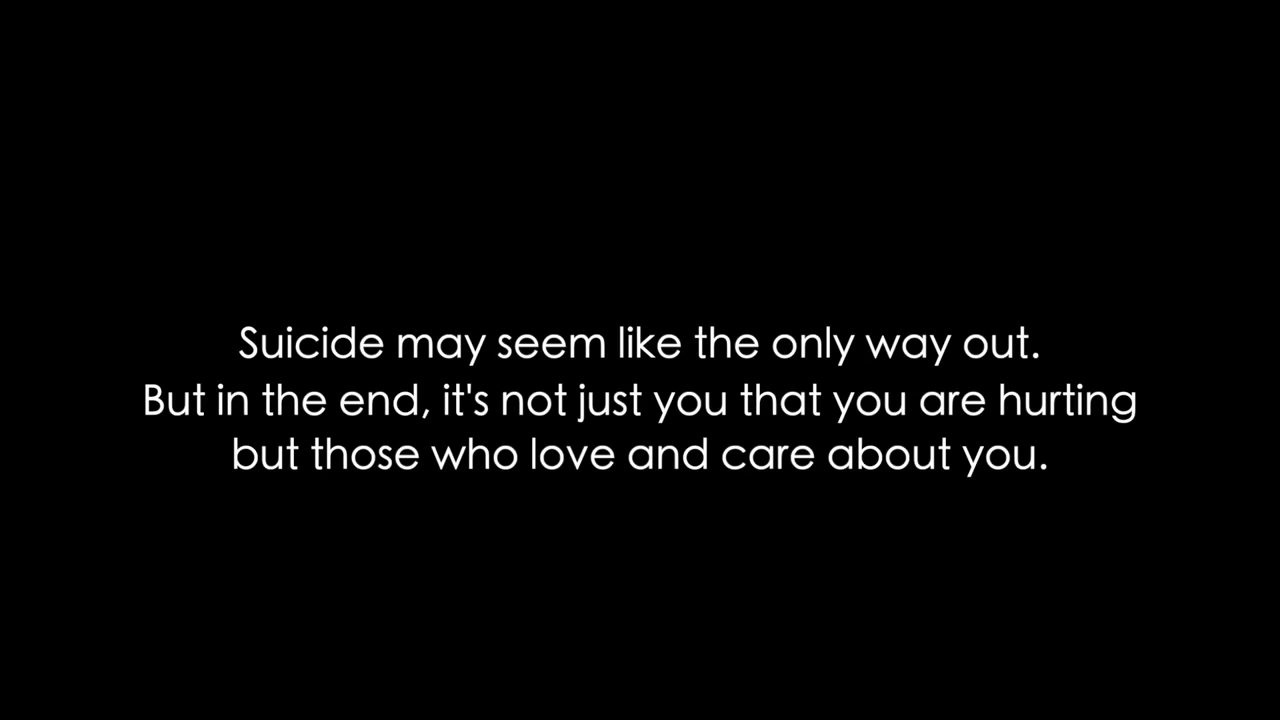 Suicide may seem like the only way out.
But in the end, it's not just you that you are hurting
but those who love and care about you.